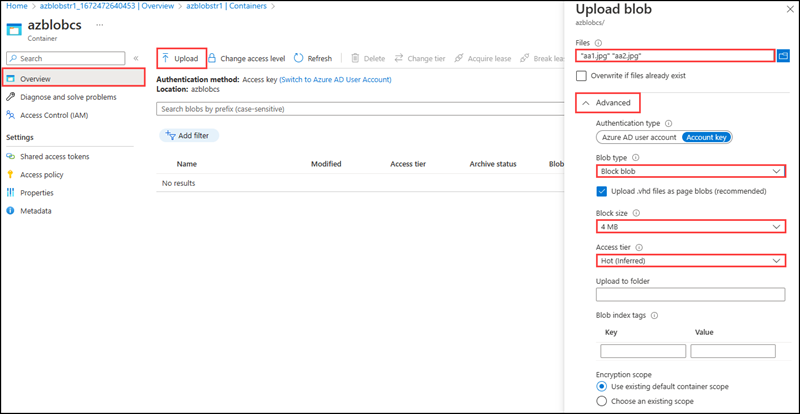 Home > azblobstr1_1672472640453 | Overview > azblobstr1 | Containers >
azblobcs ...
Container
Search
«
Overview
Diagnose and solve problems
Access Control (IAM)
Settings
Shared access tokens
Access policy
Properties
Metadata
Upload Change access level Refresh Delete Change tier Acquire lease Break leas
Authentication method: Access key (Switch to Azure AD User Account)
Location: azblobcs
Search blobs by prefix (case-sensitive)
Add filter
Name Modified Access tier Archive status Blob
No results
Upload blob
azblobcs/
Files
"aa1.jpg" "aa2.jpg"
Overwrite if files already exist
Advanced
Authentication type
Azure AD user account Account key
Blob type
Block blob
Upload .vhd files as page blobs (recommended)
Block size
4 MB
Access tier
Hot (Inferred)
Upload to folder
Blob index tags
Key Value
Encryption scope
Use existing default container scope
Choose an existing scope